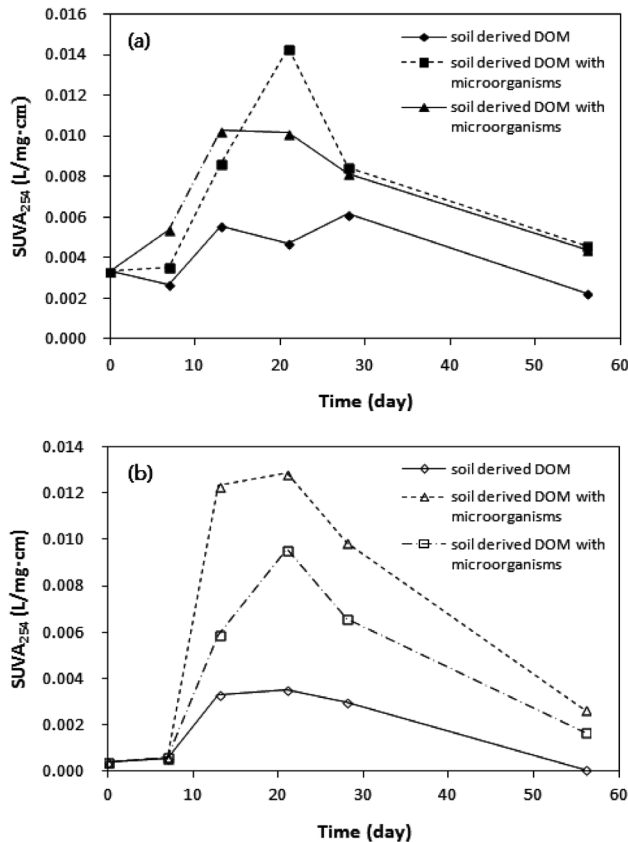 (a)
soil derived DOM
soil derived DOM with
microorganisms
soil derived DOM with
microorganisms
SUVA254 (L/mg·cm)
0.016
0.014
0.012
0.010
0.008
0.006
0.004
0.002
0.000
0 10 20 30 40 50 60
Time (day)
(b)
soil derived DOM
soil derived DOM with
microorganisms
soil derived DOM with
microorganisms
SUVA254 (L/mg·cm)
0.014
0.012
0.010
0.008
0.006
0.004
0.002
0.000
0 10 20 30 40 50 60
Time (day)